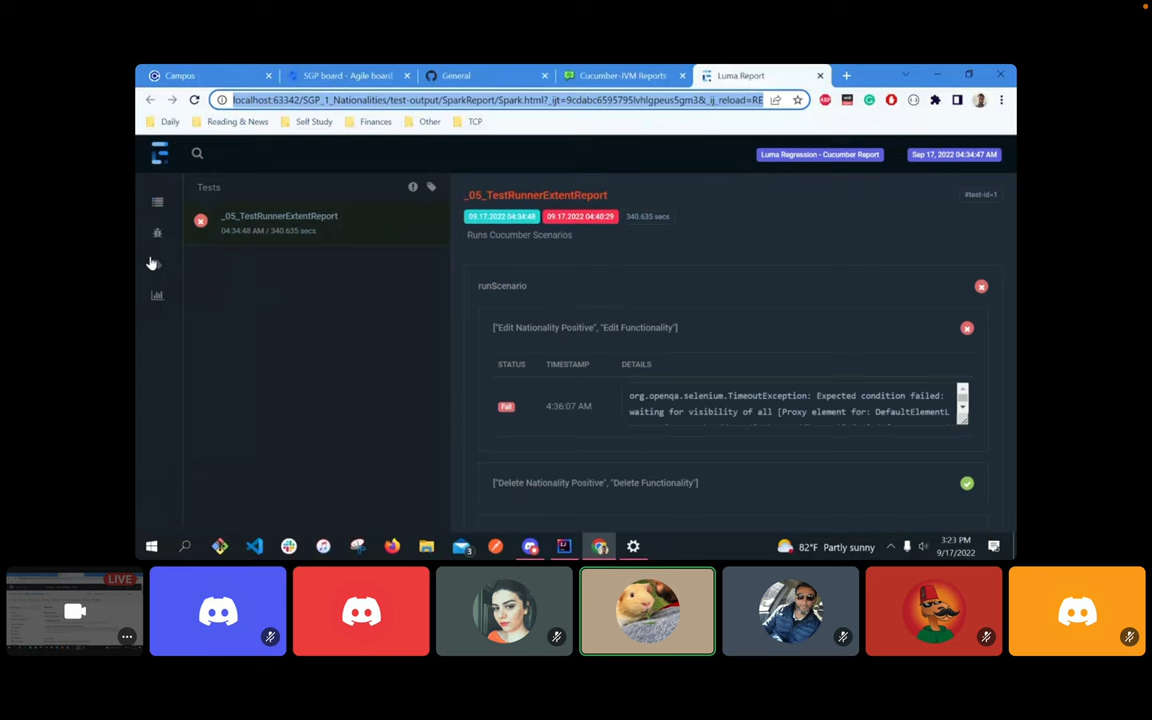 Campus
SGP board - Agile board
General
Cucumber-JVM Reports
Luma Report
localhost:63342/SGP_1_Nationalities/test-output/SparkReport/Spark.html?_ijt=9cdabc6595795lvhlgpeus5gm3&_ij_reload=RE
Daily
Reading & News
Self Study
Finances
Other
TCP
Luma Regression - Cucumber Report
Sep 17, 2022 04:34:47 AM
Tests
_05_TestRunnerExtentReport
04:34:48 AM / 340.635 secs
_05_TestRunnerExtentReport
#test-id=1
09.17.2022 04:34:48
09.17.2022 04:40:29
340.635 secs
Runs Cucumber Scenarios
runScenario
["Edit Nationality Positive", "Edit Functionality"]
STATUS TIMESTAMP DETAILS
Fail
4:36:07 AM
org.openqa.selenium.TimeoutException: Expected condition failed:
waiting for visibility of all [Proxy element for: DefaultElementL
["Delete Nationality Positive", "Delete Functionality"]
3
82°F Partly sunny
3:23 PM
9/17/2022
LIVE